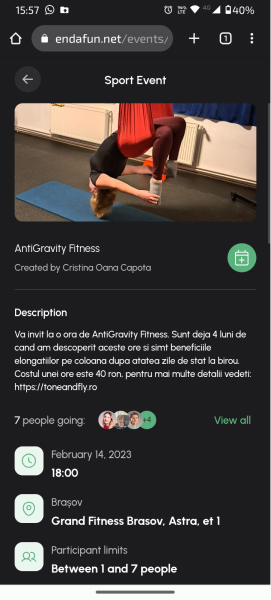 15:57 4G 40%
endafun.net/events/ 1
Sport Event
AntiGravity Fitness
Created by Cristina Oana Capota
Description
Va invit la o ora de AntiGravity Fitness. Sunt deja 4 luni de
cand am descoperit aceste ore si simt beneficiile
elongatiilor pe coloana dupa atatea zile de stat la birou.
Costul unei ore este 40 ron. pentru mai multe detalii vedeti:
https://toneandfly.ro
7 people going: +4 View all
February 14, 2023
18:00
Brașov
Grand Fitness Brasov, Astra, et 1
Participant limits
Between 1 and 7 people